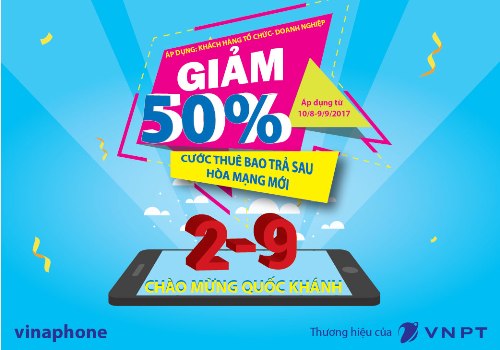 ÁP DỤNG: KHÁCH HÀNG TỔ CHỨC- DOANH NGHIỆP
GIẢM
50%
Áp dụng từ
10/8-9/9/2017
CƯỚC THUÊ BAO TRẢ SAU
HÒA MẠNG MỚI
2-9
CHÀO MỪNG QUỐC KHÁNH
vinaphone
Thương hiệu của VNPT